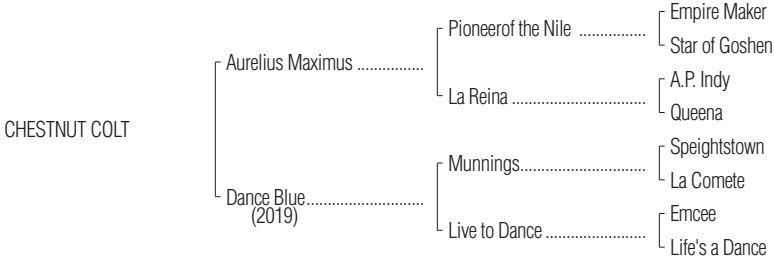 Empire Maker
Pioneerof the Nile ................
Star of Goshen
Aurelius Maximus ................
A.P. Indy
La Reina ................................
Queena
CHESTNUT COLT
Speightstown
Munnings..............................
La Comete
Dance Blue............................
(2019)
Emcee
Live to Dance ........................
Life's a Dance